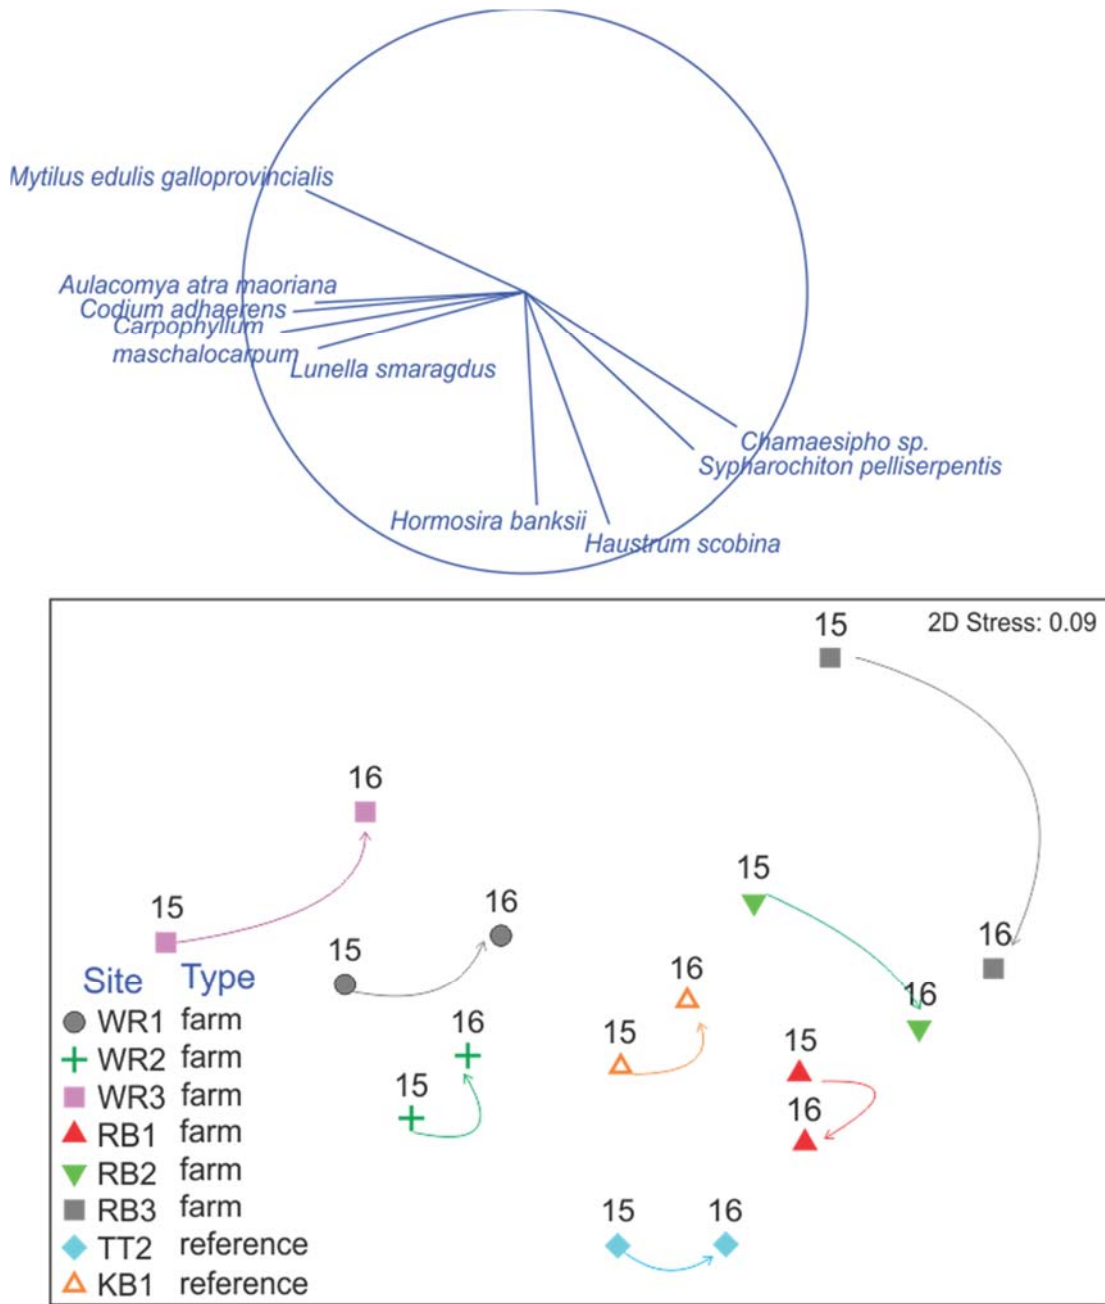 Mytilus edulis galloprovincialis
Aulacomya atra maoriana
Codium adhaerens
Carpophyllum
maschalocarpum
Lunella smaragdus
Chamaesipho sp.
Sypharochiton pelliserpentis
Hormosira banksii
Haustrum scobina
15
2D Stress: 0.09
16
15
15
16
16
15
16
16
16
15
15
15
16
15
16
Site Type
WR1 farm
WR2 farm
WR3 farm
RB1 farm
RB2 farm
RB3 farm
TT2 reference
KB1 reference